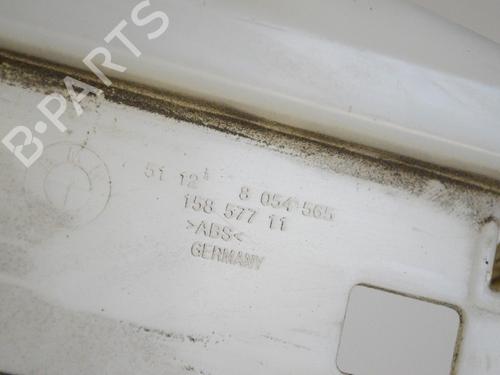 B-PARTS
51 12 8 054 565
158 577 11
>ABS<
GERMANY